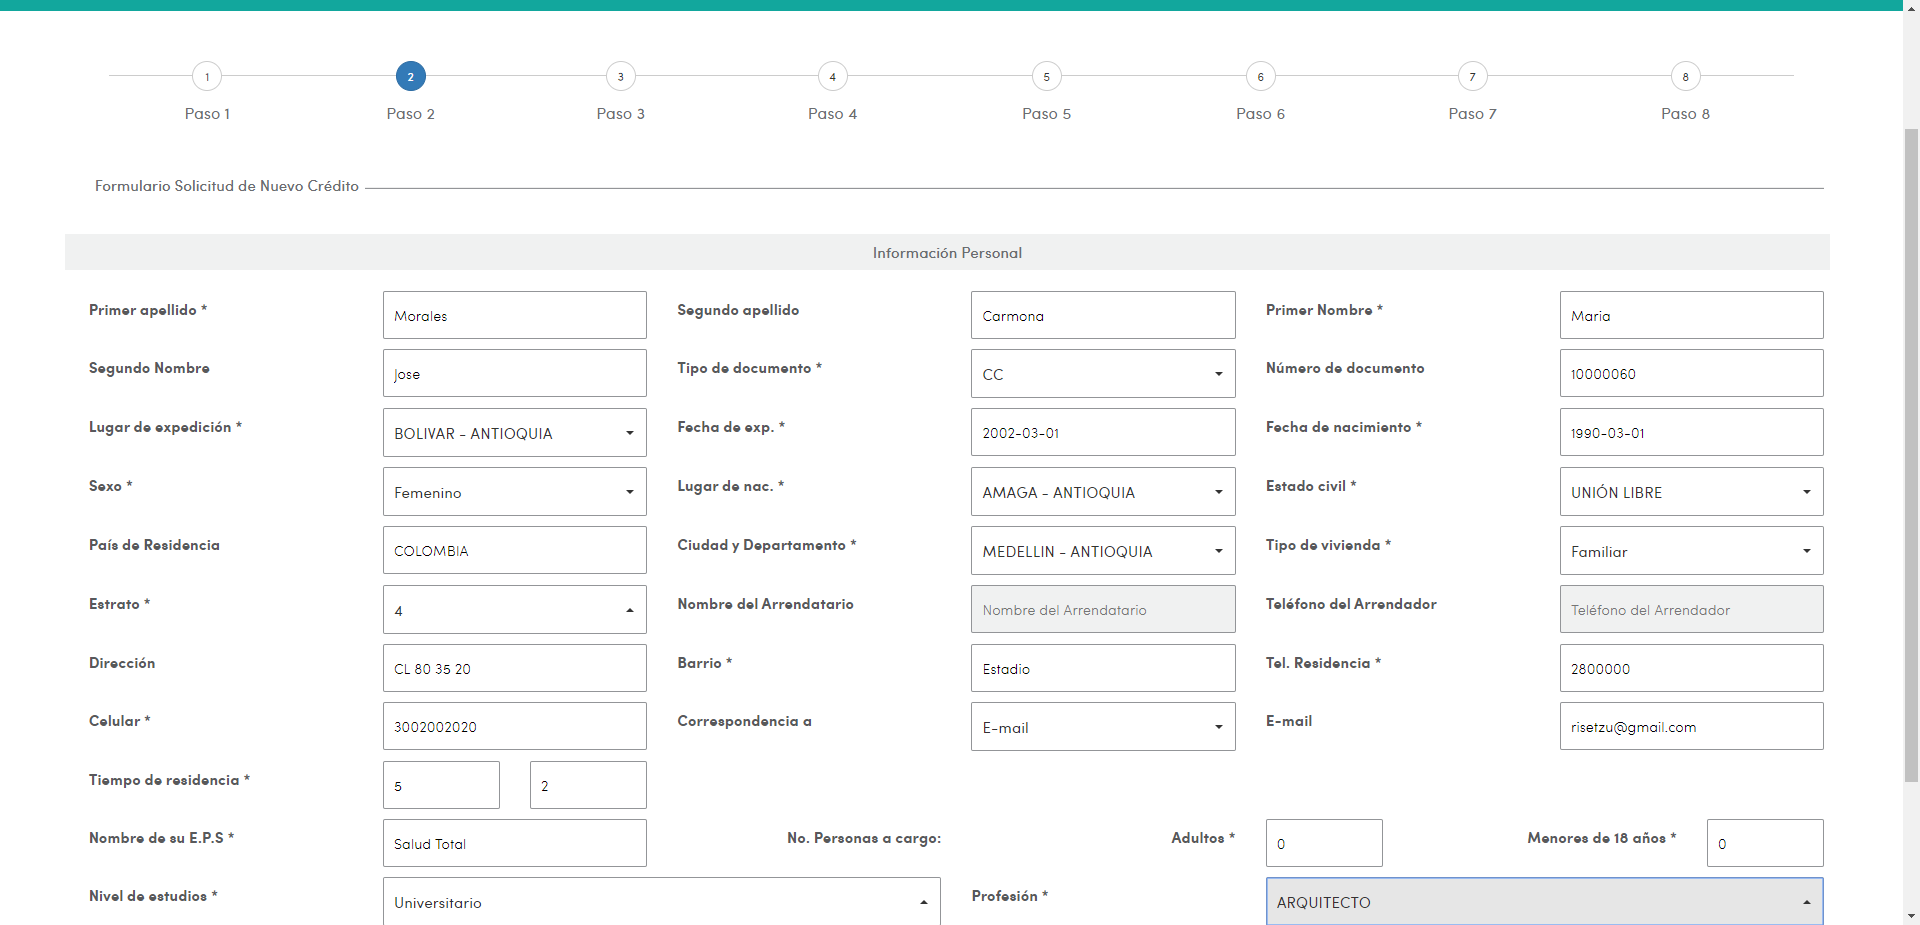 1 2 3 4 5 6 7 8
Paso 1 Paso 2 Paso 3 Paso 4 Paso 5 Paso 6 Paso 7 Paso 8
Formulario Solicitud de Nuevo Crédito
Información Personal
Primer apellido * Morales Segundo apellido Carmona Primer Nombre * Maria
Segundo Nombre Jose Tipo de documento * CC Número de documento 10000060
Lugar de expedición * BOLIVAR - ANTIOQUIA Fecha de exp. * 2002-03-01 Fecha de nacimiento * 1990-03-01
Sexo * Femenino Lugar de nac. * AMAGA - ANTIOQUIA Estado civil * UNIÓN LIBRE
País de Residencia COLOMBIA Ciudad y Departamento * MEDELLIN - ANTIOQUIA Tipo de vivienda * Familiar
Estrato * 4 Nombre del Arrendatario Nombre del Arrendatario Teléfono del Arrendador Teléfono del Arrendador
Dirección CL 80 35 20 Barrio * Estadio Tel. Residencia * 2800000
Celular * 3002002020 Correspondencia a E-mail E-mail risetzu@gmail.com
Tiempo de residencia * 5 2
Nombre de su E.P.S * Salud Total No. Personas a cargo: Adultos * 0 Menores de 18 años * 0
Nivel de estudios * Universitario Profesión * ARQUITECTO